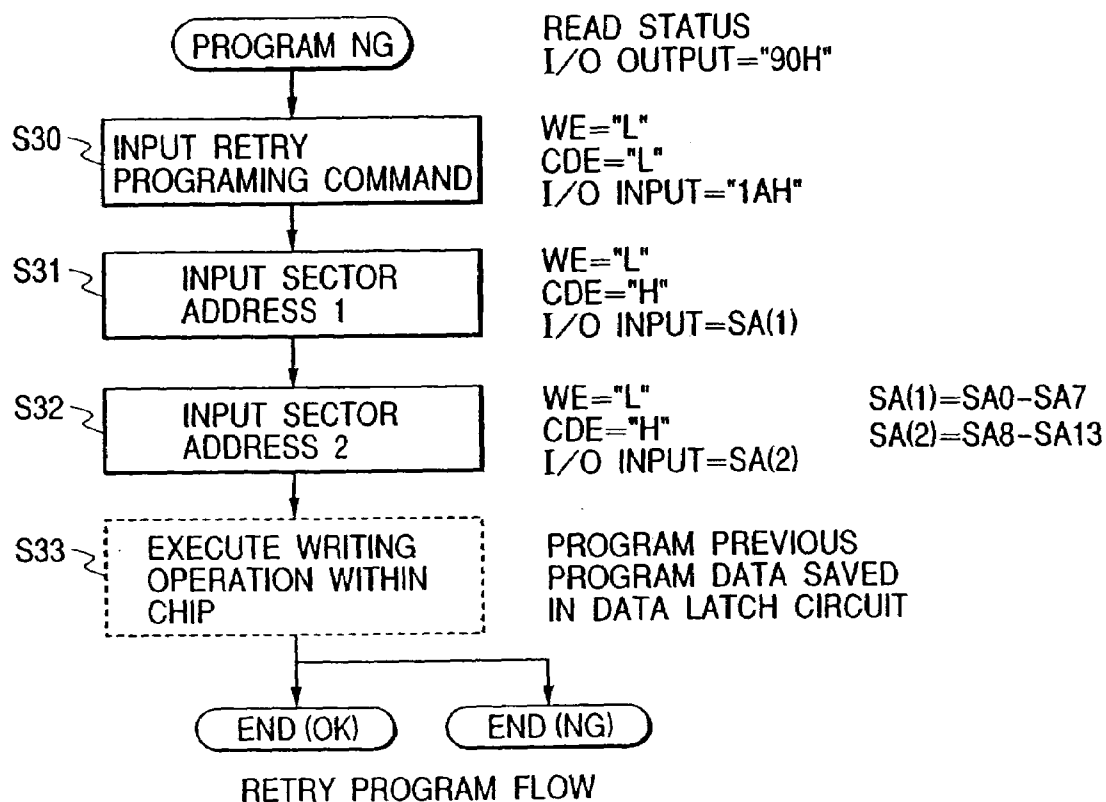 PROGRAM NG
READ STATUS
I/O OUTPUT="90H"
S30
INPUT RETRY
PROGRAMING COMMAND
WE="L"
CDE="L"
I/O INPUT="1AH"
S31
INPUT SECTOR
ADDRESS 1
WE="L"
CDE="H"
I/O INPUT=SA(1)
S32
INPUT SECTOR
ADDRESS 2
WE="L"
CDE="H"
I/O INPUT=SA(2)
SA(1)=SA0-SA7
SA(2)=SA8-SA13
S33
EXECUTE WRITING
OPERATION WITHIN
CHIP
PROGRAM PREVIOUS
PROGRAM DATA SAVED
IN DATA LATCH CIRCUIT
END (OK)
END (NG)
RETRY PROGRAM FLOW